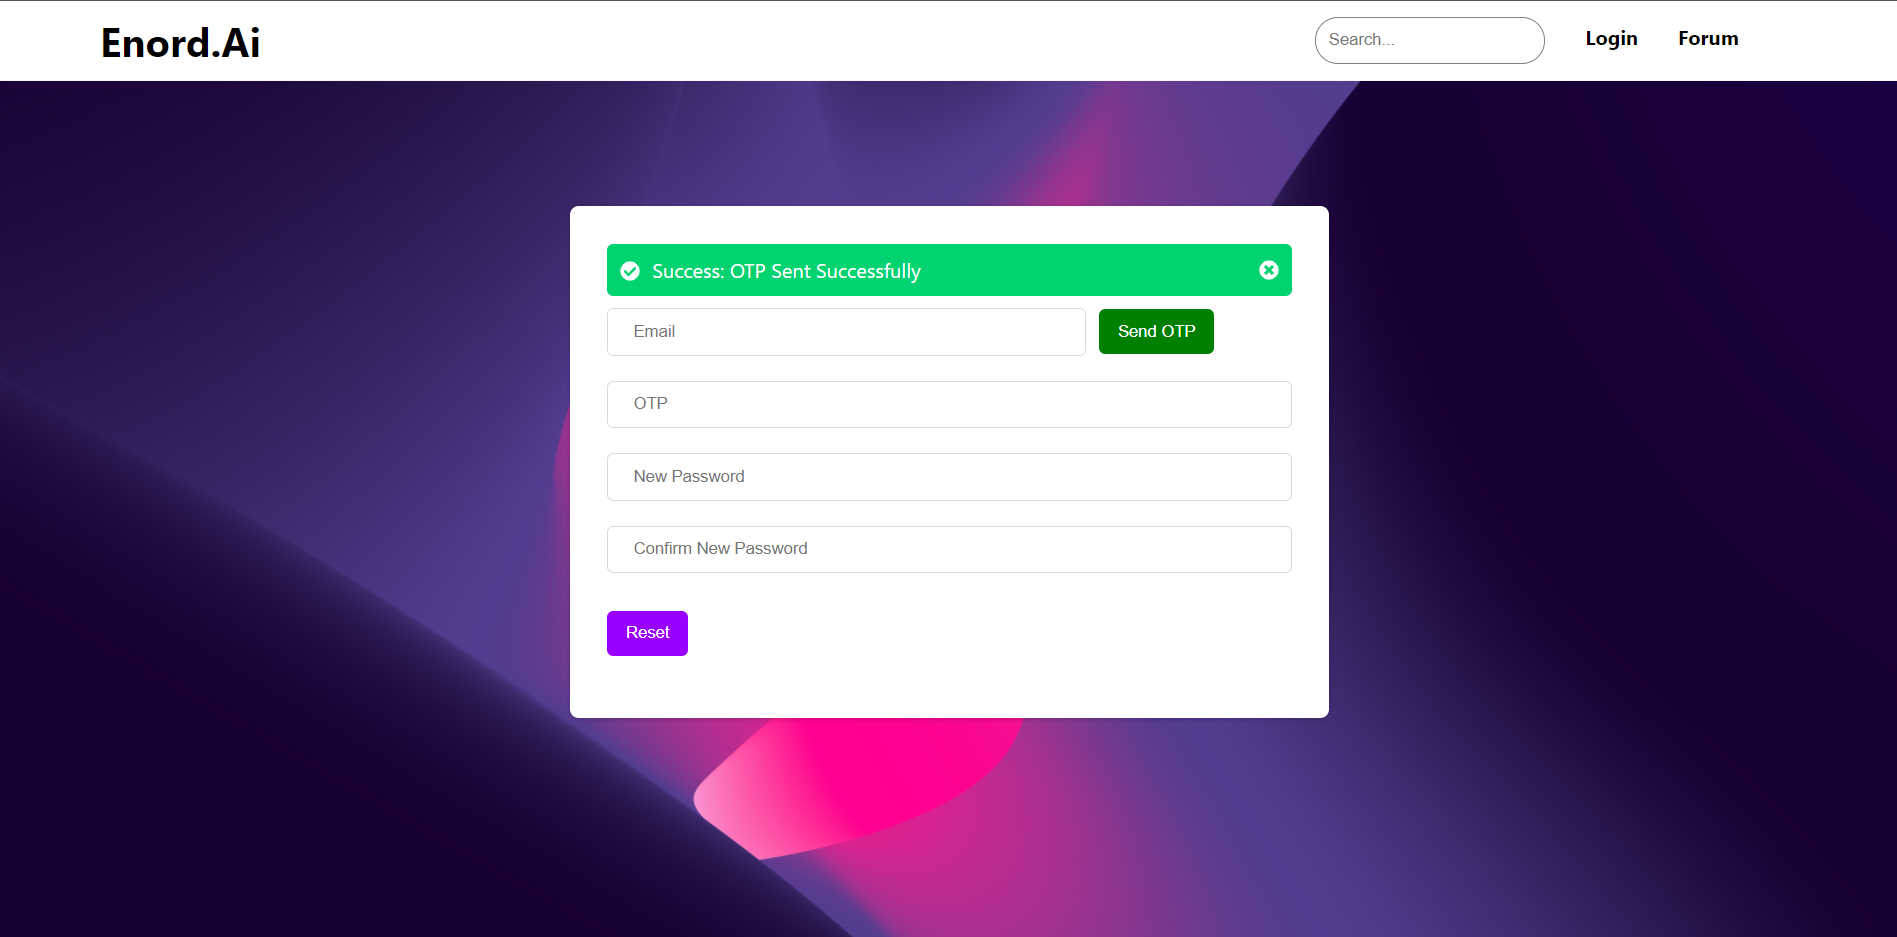 Enord.Ai
Search...
Login
Forum
Success: OTP Sent Successfully
Email
Send OTP
OTP
New Password
Confirm New Password
Reset